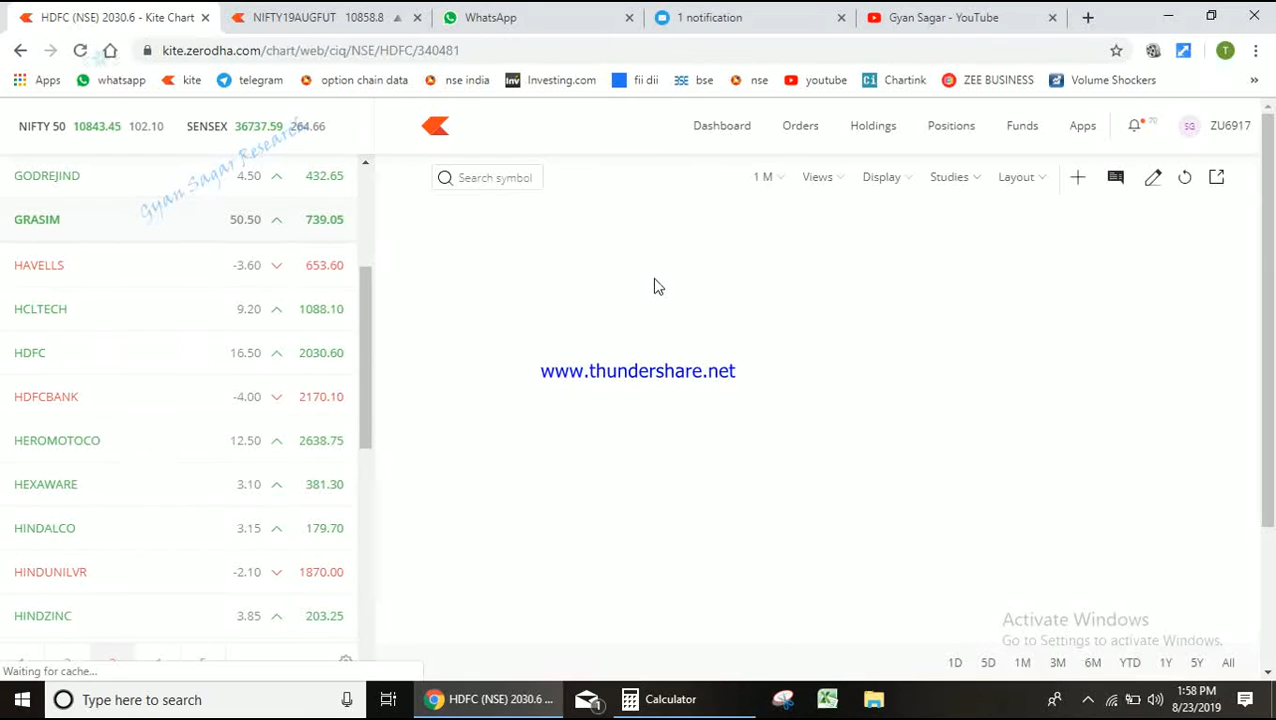 HDFC (NSE) 2030.6 - Kite Chart
NIFTY19AUGFUT 10858.8
WhatsApp
1 notification
Gyan Sagar - YouTube
kite.zerodha.com/chart/web/ciq/NSE/HDFC/340481
T
Apps whatsapp kite telegram option chain data nse india Inv Investing.com fii dii bse nse youtube Ci Chartink ZEE BUSINESS Volume Shockers »
NIFTY 50 10843.45 102.10 SENSEX 36737.59 264.66
Dashboard Orders Holdings Positions Funds Apps 70 SG ZU6917
Gyan Sagar Research
Search symbol 1 M Views Display Studies Layout
GODREJIND 4.50 432.65
GRASIM 50.50 739.05
HAVELLS -3.60 653.60
HCLTECH 9.20 1088.10
HDFC 16.50 2030.60
HDFCBANK -4.00 2170.10
HEROMOTOCO 12.50 2638.75
HEXAWARE 3.10 381.30
HINDALCO 3.15 179.70
HINDUNILVR -2.10 1870.00
HINDZINC 3.85 203.25
www.thundershare.net
Activate Windows
Go to Settings to activate Windows.
1D 5D 1M 3M 6M YTD 1Y 5Y All
Waiting for cache...
Type here to search
HDFC (NSE) 2030.6 ...
1
Calculator
1:58 PM
8/23/2019